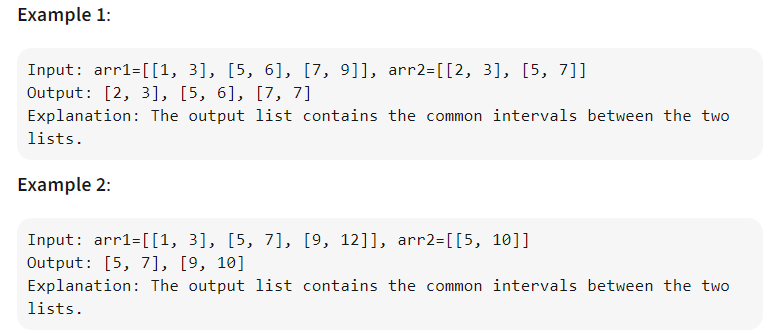 Example 1:
Input: arr1=[[1, 3], [5, 6], [7, 9]], arr2=[[2, 3], [5, 7]]
Output: [2, 3], [5, 6], [7, 7]
Explanation: The output list contains the common intervals between the two
lists.
Example 2:
Input: arr1=[[1, 3], [5, 7], [9, 12]], arr2=[[5, 10]]
Output: [5, 7], [9, 10]
Explanation: The output list contains the common intervals between the two
lists.